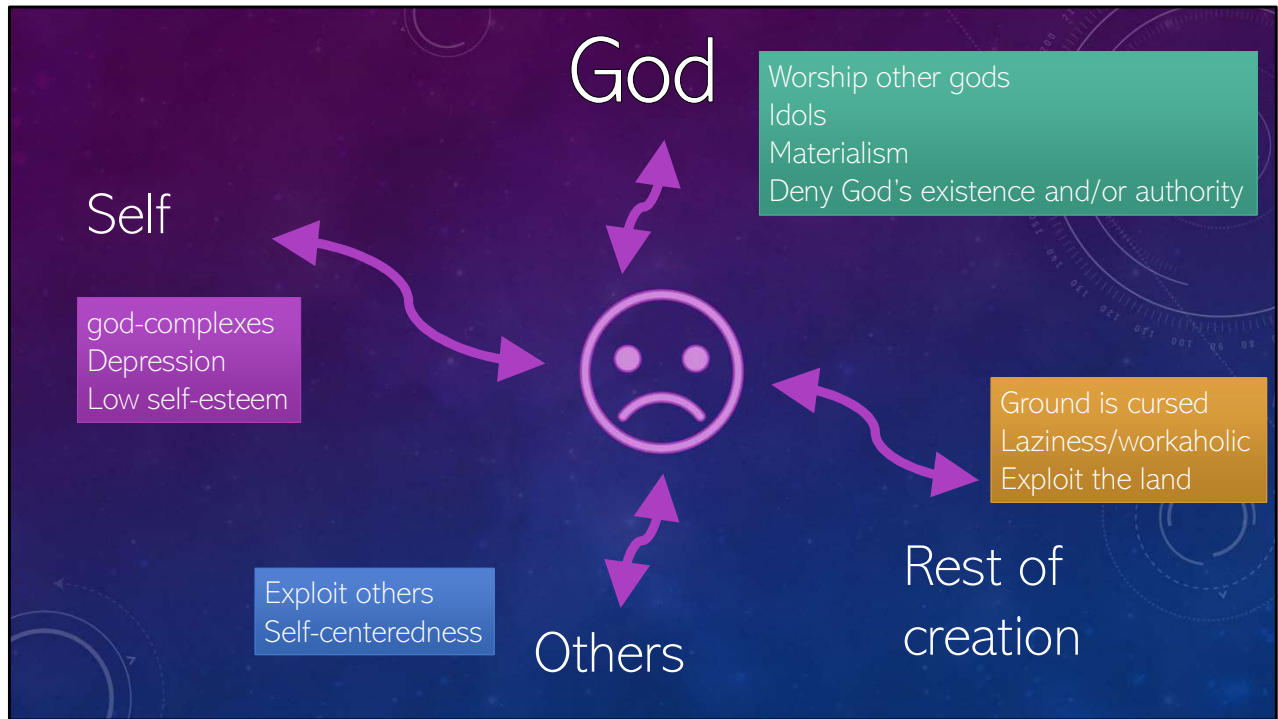 God
Worship other gods
Idols
Materialism
Deny God's existence and/or authority
Self
god-complexes
Depression
Low self-esteem
Ground is cursed
Laziness/workaholic
Exploit the land
Rest of
creation
Exploit others
Self-centeredness
Others